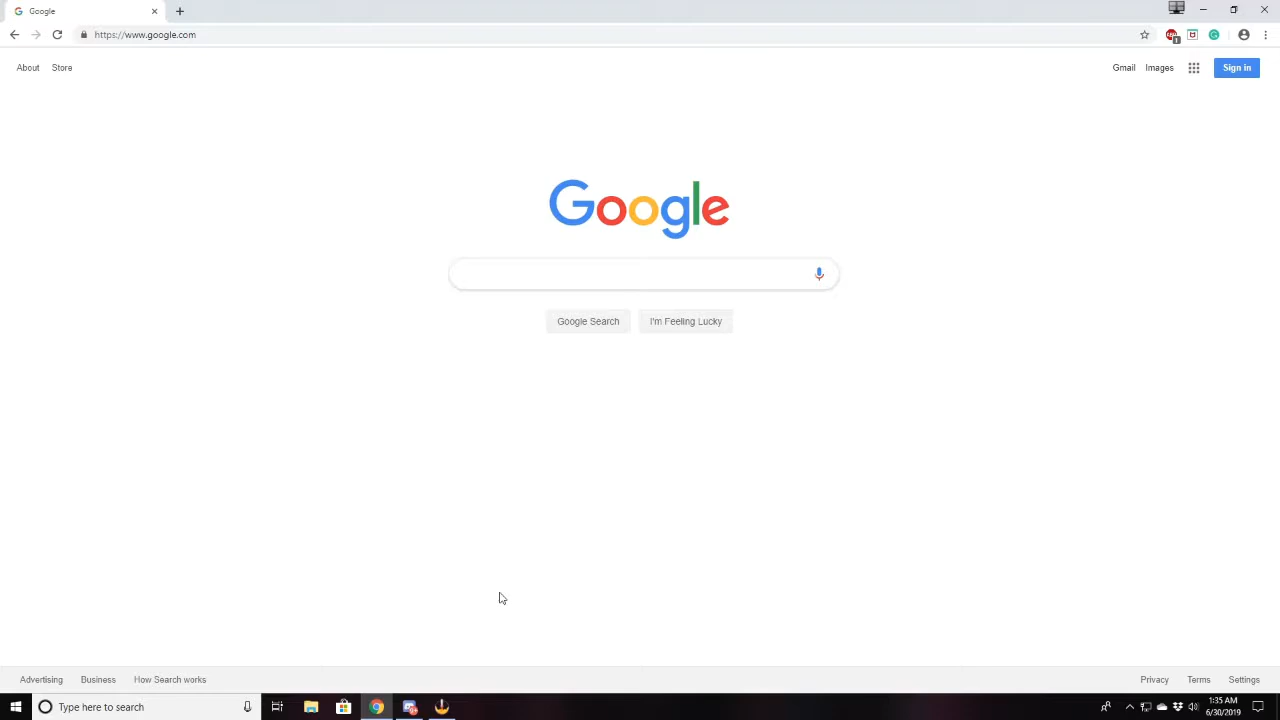 Google
https://www.google.com
About Store
Gmail Images Sign in
Google
Google Search I'm Feeling Lucky
Advertising Business How Search works
Privacy Terms Settings
Type here to search
1:35 AM
6/30/2019